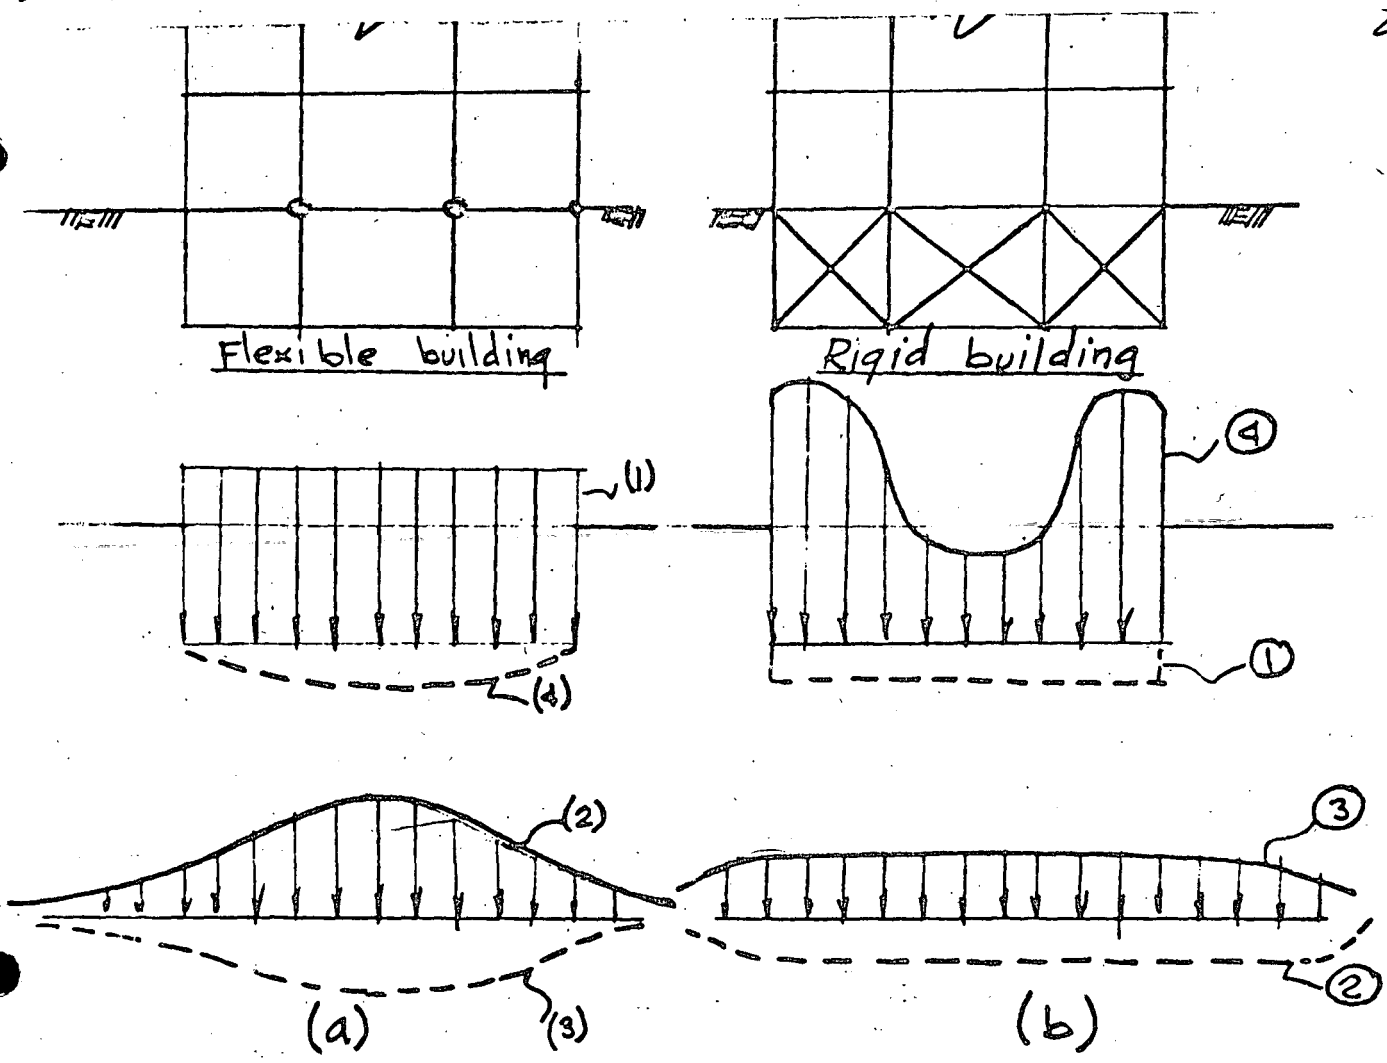 Flexible building
Rigid building
(1)
(4)
4
1
(2)
(3)
3
2
(a)
(b)